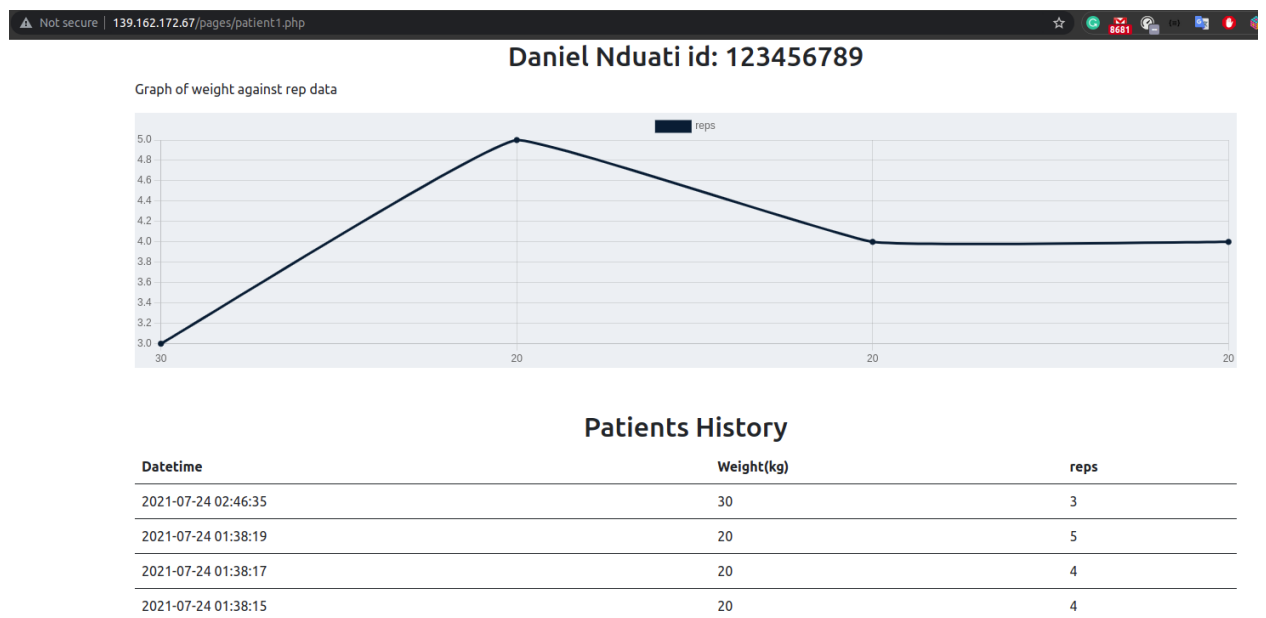 Not secure | 139.162.172.67/pages/patient1.php 8681
Daniel Nduati id: 123456789
Graph of weight against rep data
reps
5.0
4.8
4.6
4.4
4.2
4.0
3.8
3.6
3.4
3.2
3.0
30 20 20 20
Patients History
Datetime Weight(kg) reps
2021-07-24 02:46:35 30 3
2021-07-24 01:38:19 20 5
2021-07-24 01:38:17 20 4
2021-07-24 01:38:15 20 4